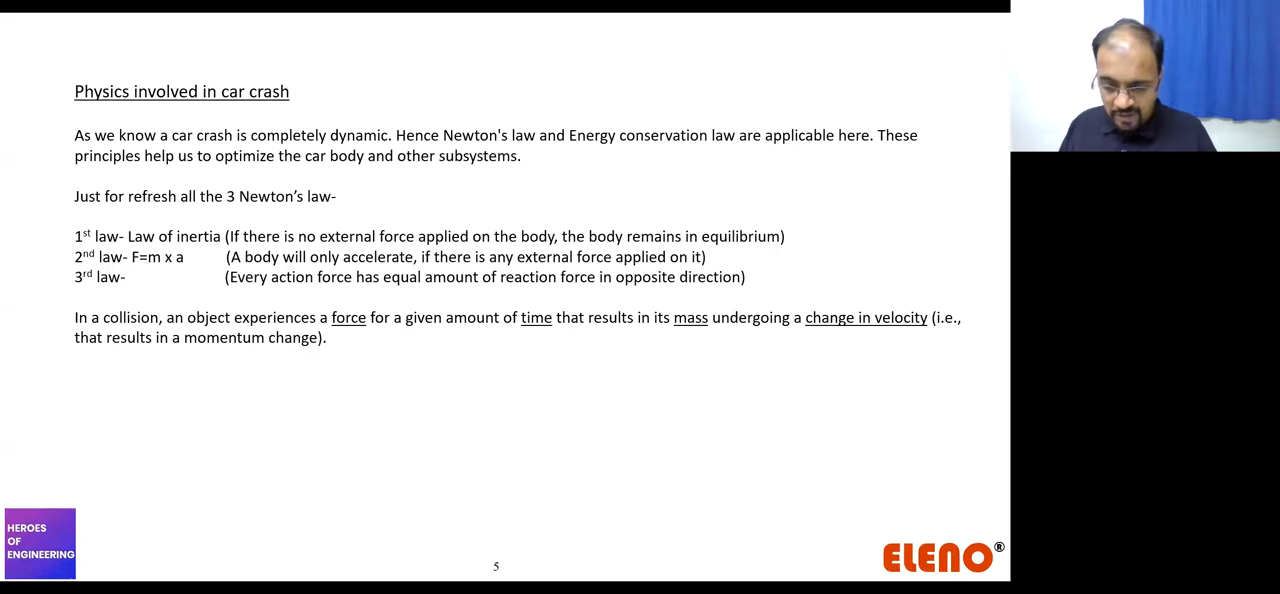 Physics involved in car crash
As we know a car crash is completely dynamic. Hence Newton's law and Energy conservation law are applicable here. These
principles help us to optimize the car body and other subsystems.
Just for refresh all the 3 Newton’s law-
1st law- Law of inertia (If there is no external force applied on the body, the body remains in equilibrium)
2nd law- F=m x a (A body will only accelerate, if there is any external force applied on it)
3rd law- (Every action force has equal amount of reaction force in opposite direction)
In a collision, an object experiences a force for a given amount of time that results in its mass undergoing a change in velocity (i.e.,
that results in a momentum change).
HEROES
OF
ENGINEERING
5
ELENO®